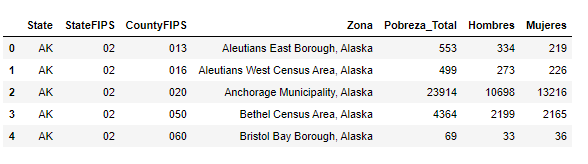 State StateFIPS CountyFIPS Zona Pobreza_Total Hombres Mujeres
0 AK 02 013 Aleutians East Borough, Alaska 553 334 219
1 AK 02 016 Aleutians West Census Area, Alaska 499 273 226
2 AK 02 020 Anchorage Municipality, Alaska 23914 10698 13216
3 AK 02 050 Bethel Census Area, Alaska 4364 2199 2165
4 AK 02 060 Bristol Bay Borough, Alaska 69 33 36